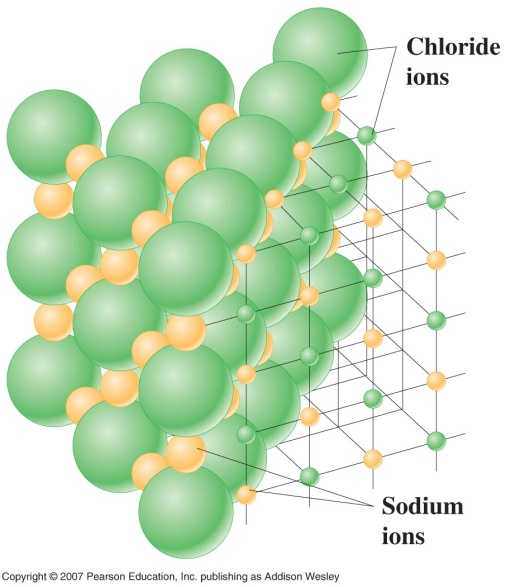 Chloride
ions
Sodium
ions
Copyright © 2007 Pearson Education, Inc. publishing as Addison Wesley